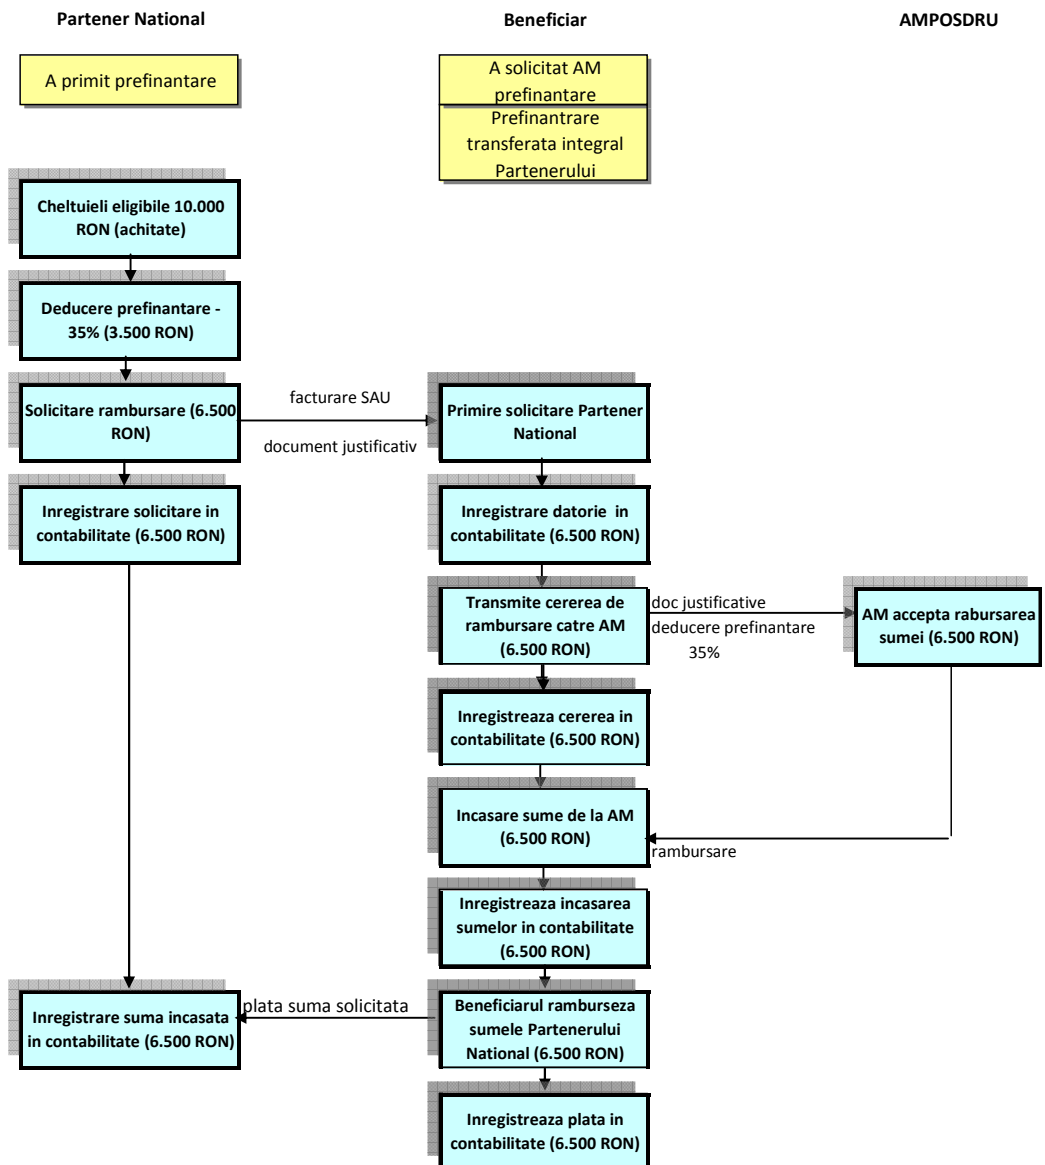 Partener National
Beneficiar
AMPOSDRU
A primit prefinantare
A solicitat AM
prefinantare
Prefinantrare
transferata integral
Partenerului
Cheltuieli eligibile 10.000
RON (achitate)
Deducere prefinantare -
35% (3.500 RON)
Solicitare rambursare (6.500
RON)
facturare SAU
document justificativ
Primire solicitare Partener
National
Inregistrare solicitare in
contabilitate (6.500 RON)
Inregistrare datorie in
contabilitate (6.500 RON)
Transmite cererea de
rambursare catre AM
(6.500 RON)
doc justificative
deducere prefinantare
35%
AM accepta rabursarea
sumei (6.500 RON)
Inregistreaza cererea in
contabilitate (6.500 RON)
Incasare sume de la AM
(6.500 RON)
rambursare
Inregistreaza incasarea
sumelor in contabilitate
(6.500 RON)
Inregistrare suma incasata
in contabilitate (6.500 RON)
plata suma solicitata
Beneficiarul ramburseza
sumele Partenerului
National (6.500 RON)
Inregistreaza plata in
contabilitate (6.500 RON)